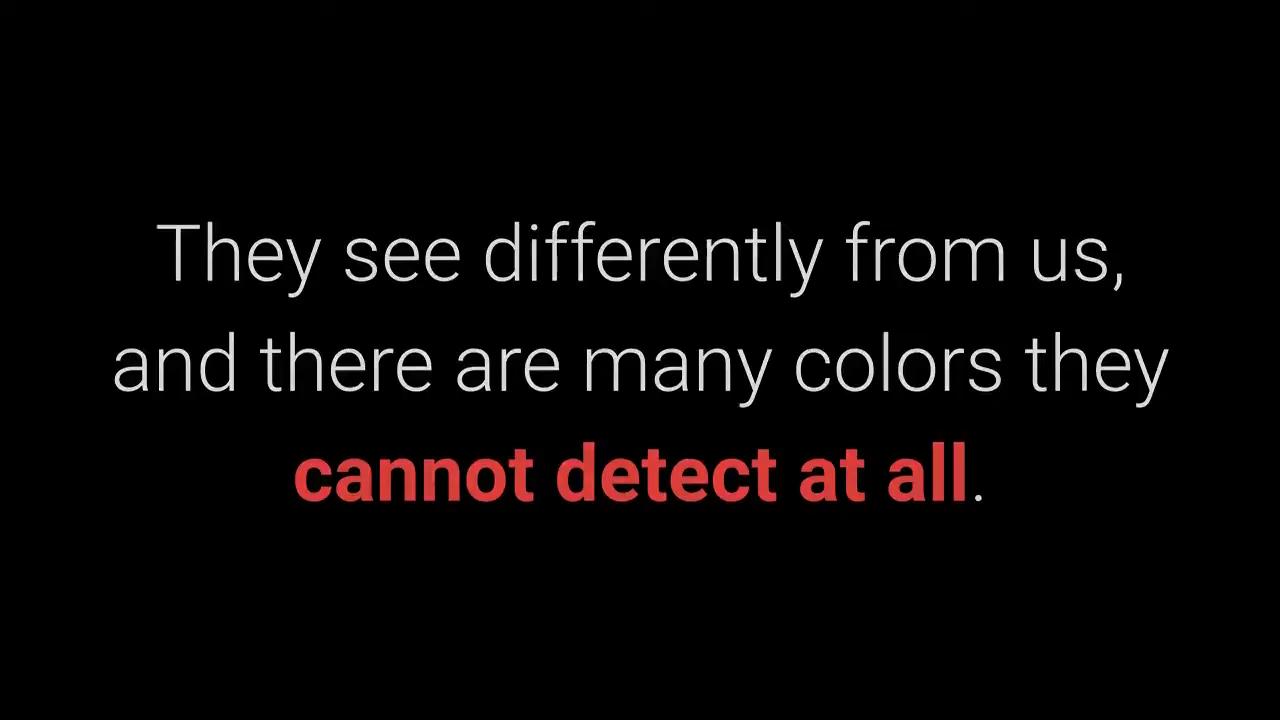 They see differently from us,
and there are many colors they
cannot detect at all.